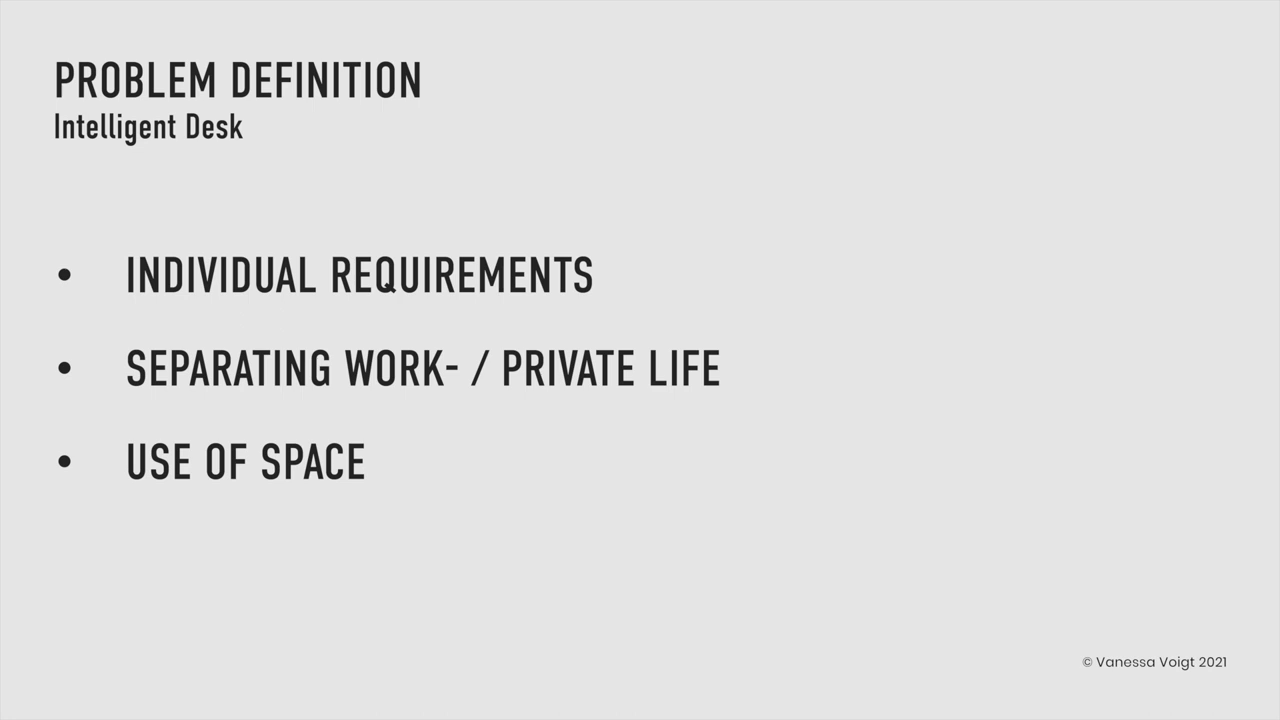 PROBLEM DEFINITION
Intelligent Desk
• INDIVIDUAL REQUIREMENTS
• SEPARATING WORK- / PRIVATE LIFE
• USE OF SPACE
© Vanessa Voigt 2021